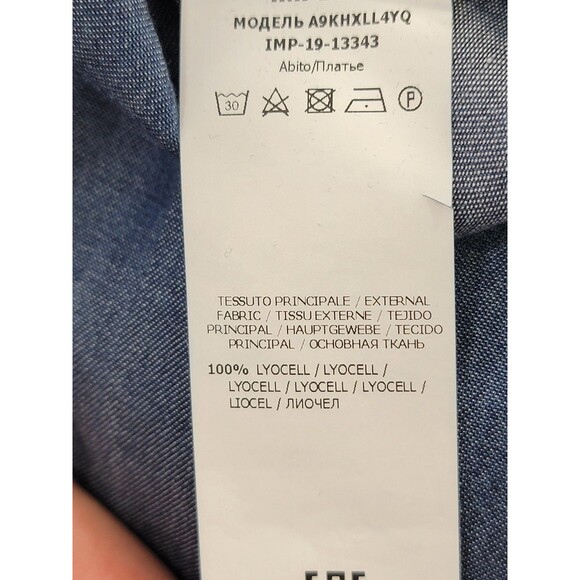 МОДЕЛЬ A9KHXLL4YQ
IMP-19-13343
Abito/Платье
30
P
TESSUTO PRINCIPALE / EXTERNAL
FABRIC / TISSU EXTERNE / TEJIDO
PRINCIPAL / HAUPTGEWEBE / TECIDO
PRINCIPAL / ОСНОВНАЯ ТКАНЬ
100% LYOCELL / LYOCELL /
LYOCELL / LYOCELL / LYOCELL /
LIOCEL / ЛИОЧЕЛ